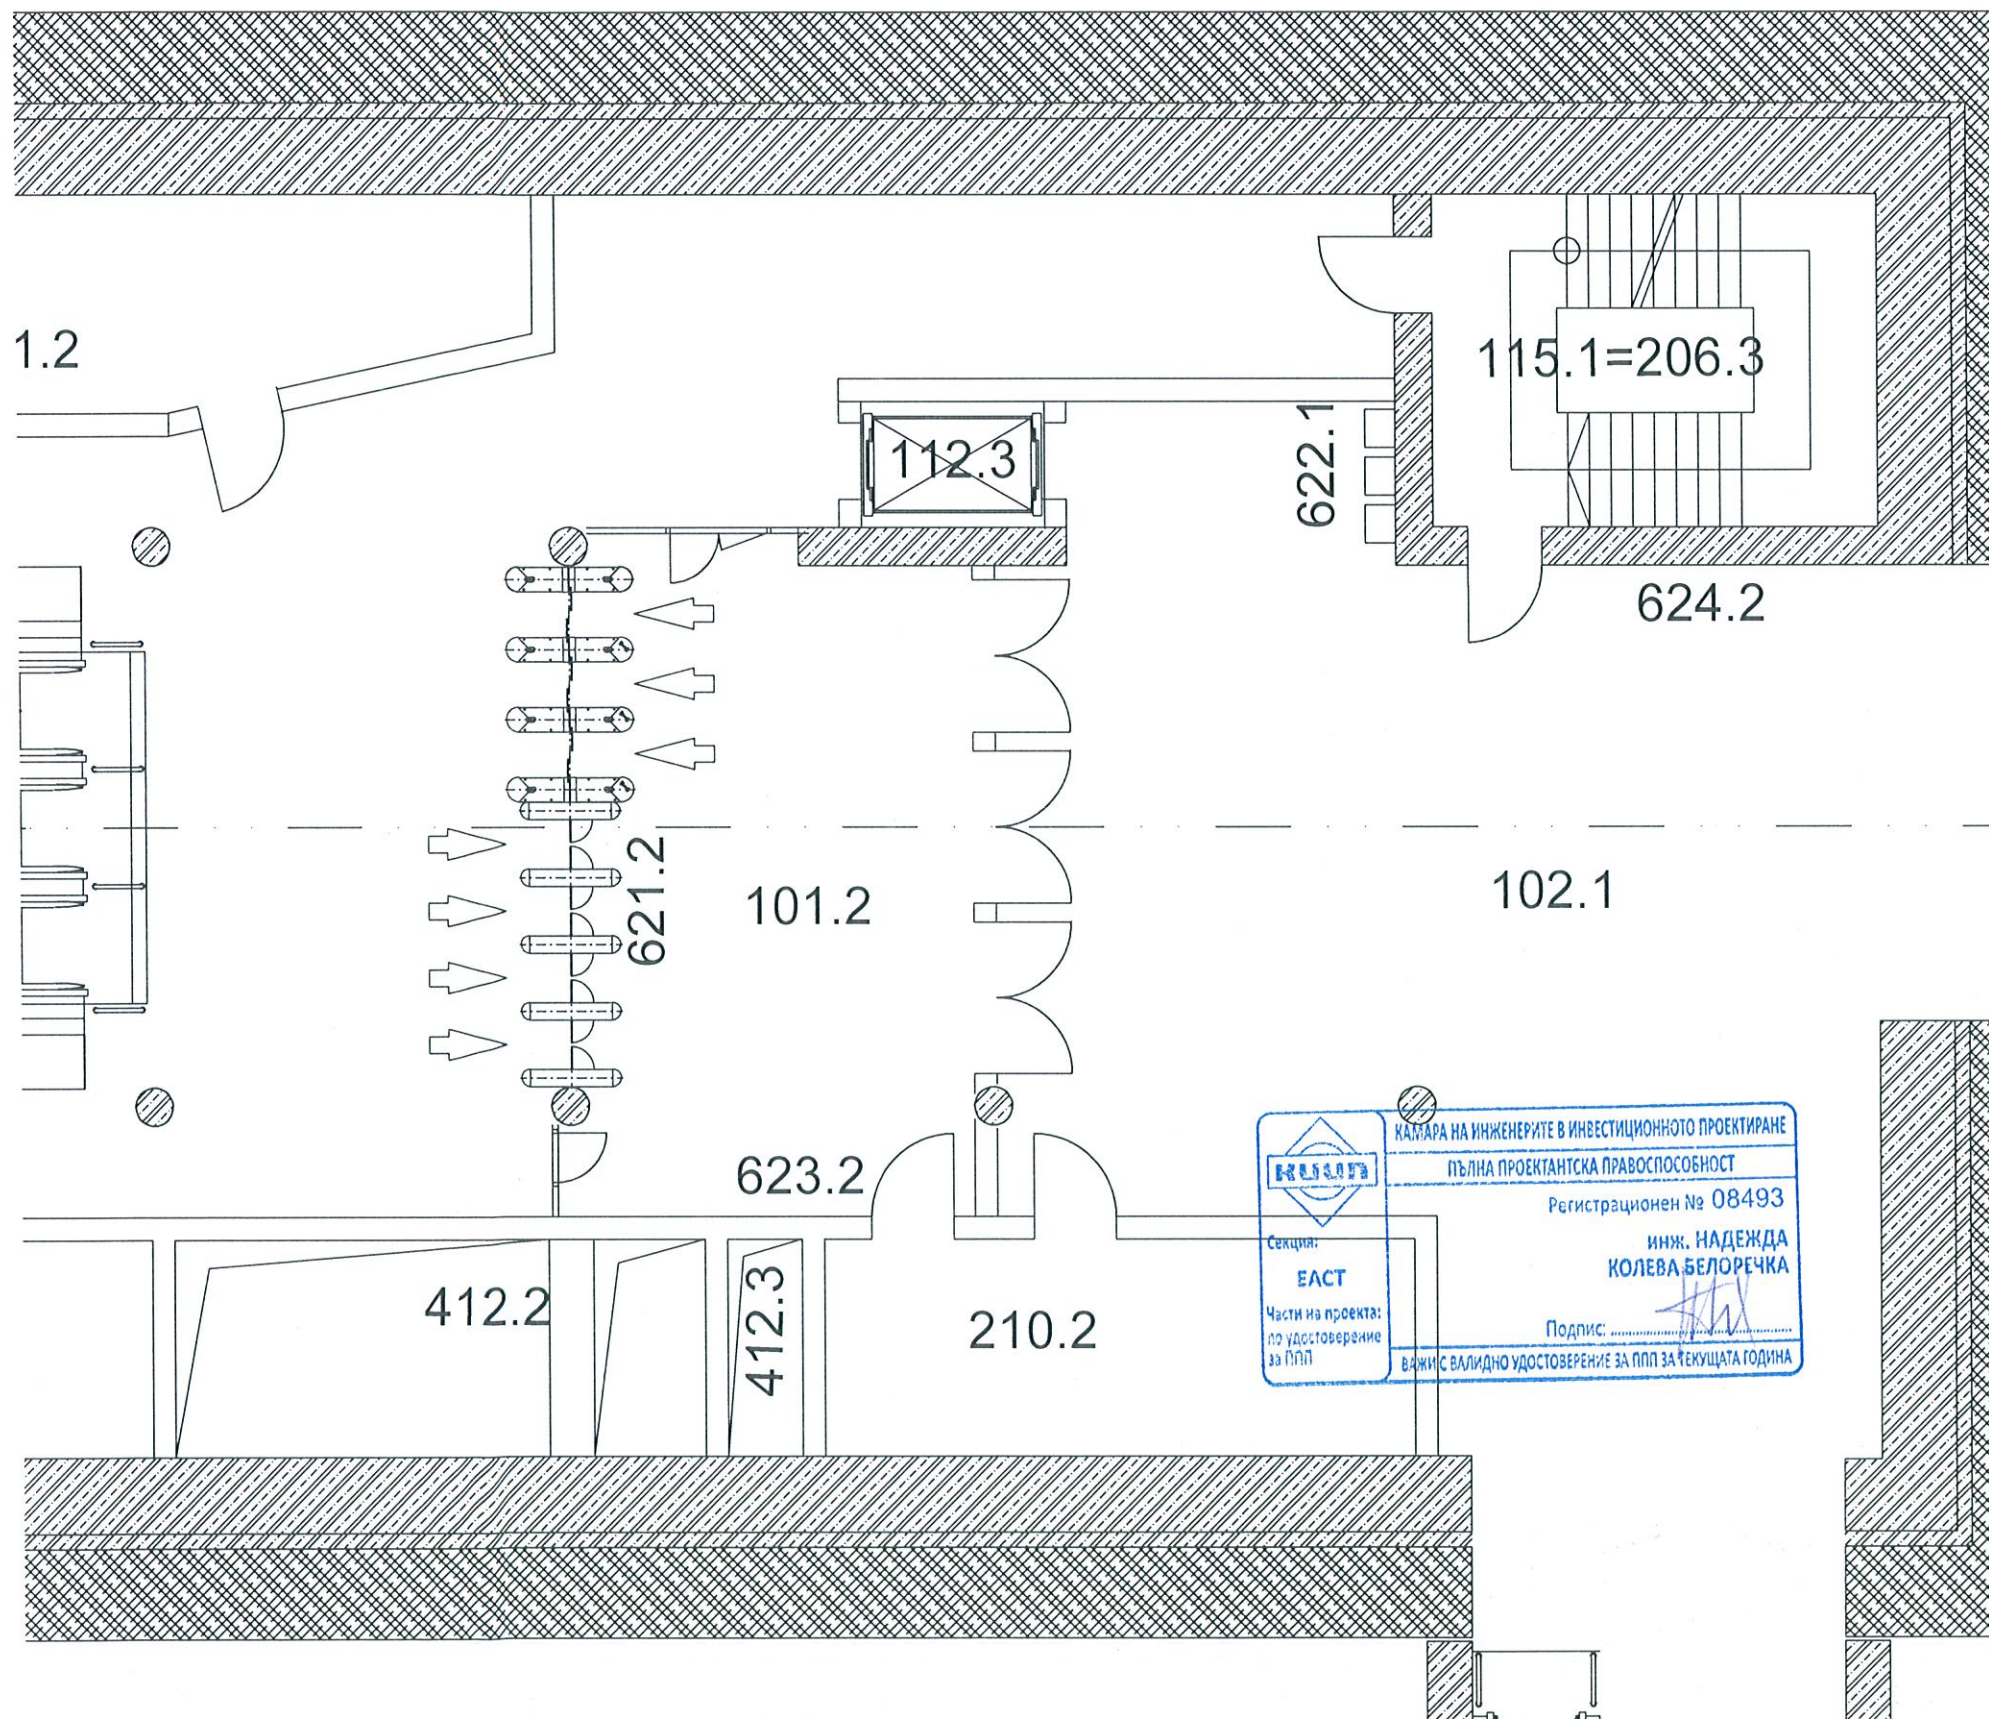 1.2
115.1=206.3
112.3
622.1
624.2
621.2
101.2
102.1
623.2
412.2
412.3
210.2
КАМАРА НА ИНЖЕНЕРИТЕ В ИНВЕСТИЦИОННОТО ПРОЕКТИРАНЕ
КИИП
ПЪЛНА ПРОЕКТАНТСКА ПРАВОСПОСОБНОСТ
Регистрационен № 08493
Секция:
ЕАСТ
инж. НАДЕЖДА
КОЛЕВА БЕЛОРЕЧКА
Части на проекта:
по удостоверение
за ППП
Подпис:
ВАЖИ С ВАЛИДНО УДОСТОВЕРЕНИЕ ЗА ППП ЗА ТЕКУЩАТА ГОДИНА